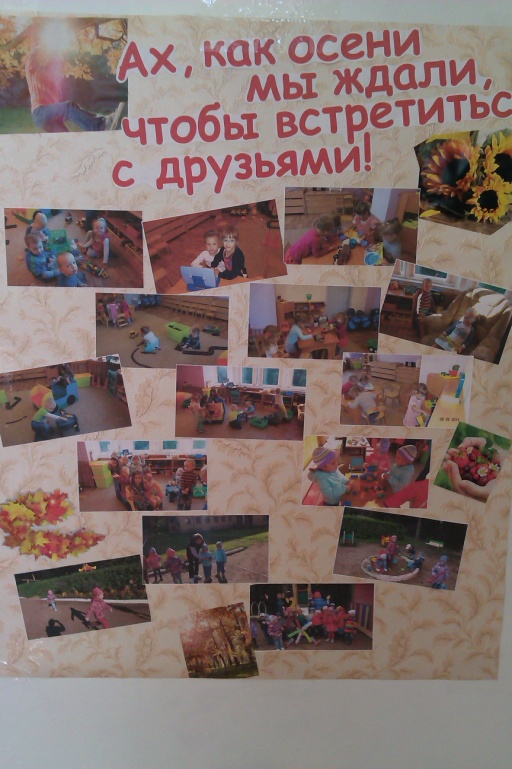 Ах, как осени
мы ждали,
чтобы встретитьс
с друзьями!